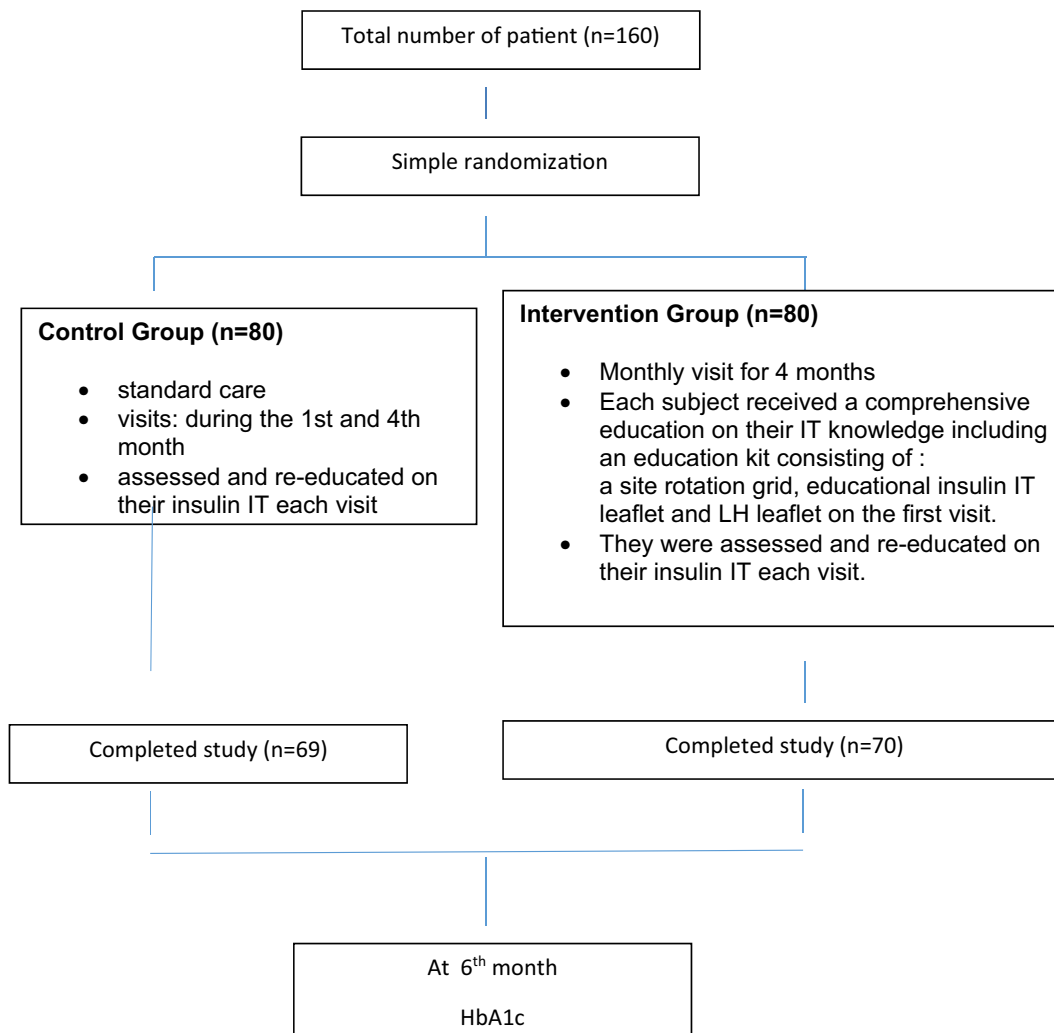 Total number of patient (n=160)
Simple randomization
Control Group (n=80)
• standard care
• visits: during the 1st and 4th
month
• assessed and re-educated on
their insulin IT each visit
Intervention Group (n=80)
• Monthly visit for 4 months
• Each subject received a comprehensive
education on their IT knowledge including
an education kit consisting of :
a site rotation grid, educational insulin IT
leaflet and LH leaflet on the first visit.
• They were assessed and re-educated on
their insulin IT each visit.
Completed study (n=69)
Completed study (n=70)
At 6th month
HbA1c